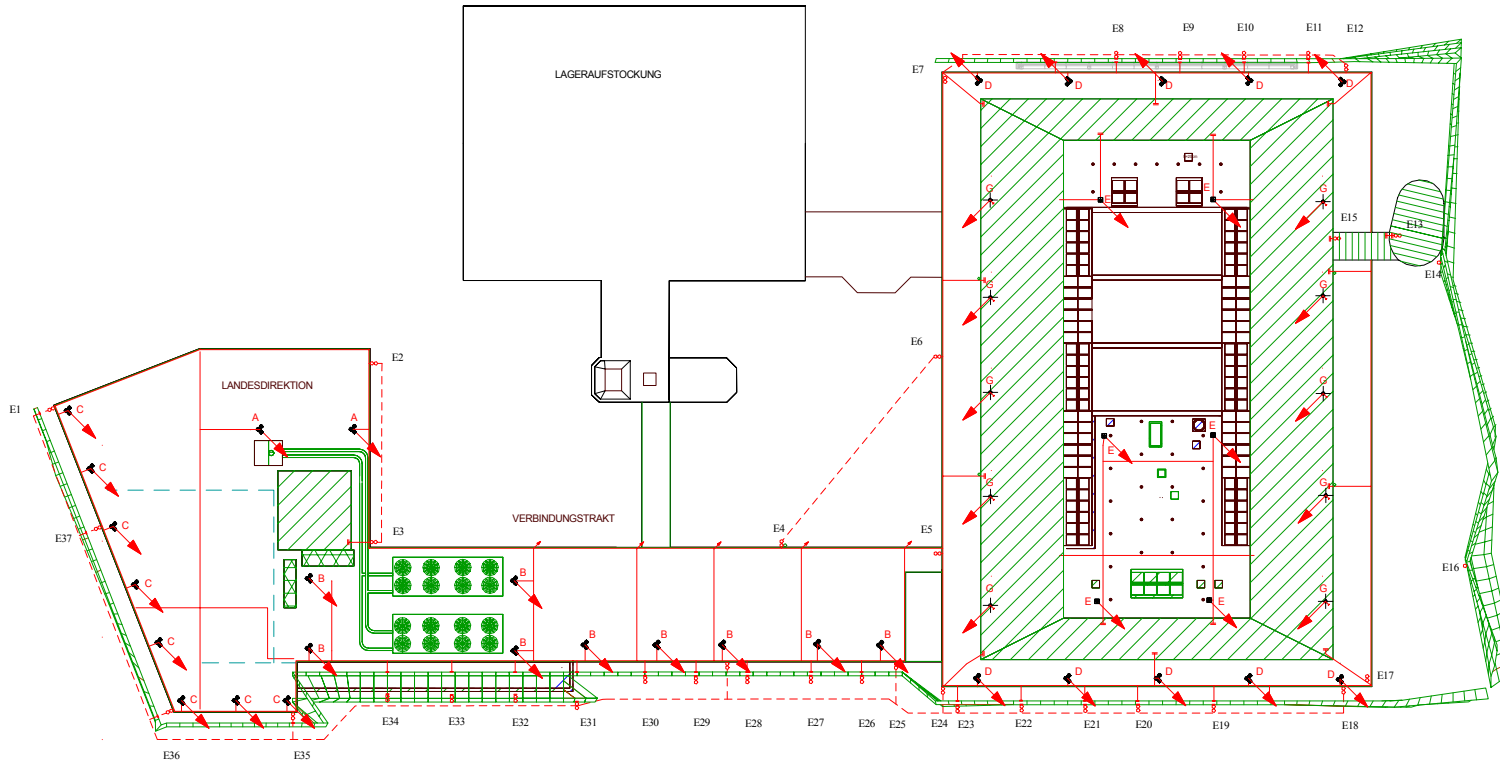 E8
E9
E10
E11
E12
E7
LAGERAUFSTOCKUNG
D
D
D
D
D
G
E
E
G
E15
E13
E14
G
G
E6
E2
LANDESDIREKTION
E1
C
A
A
G
G
C
E
E
C
E37
E3
VERBINDUNGSTRAKT
E4
E5
G
G
E16
C
B
B
E
E
G
G
C
B
B
B
B
B
B
B
C
C
C
D
D
D
D
D
E17
E36
E35
E34
E33
E32
E31
E30
E29
E28
E27
E26
E25
E24
E23
E22
E21
E20
E19
E18